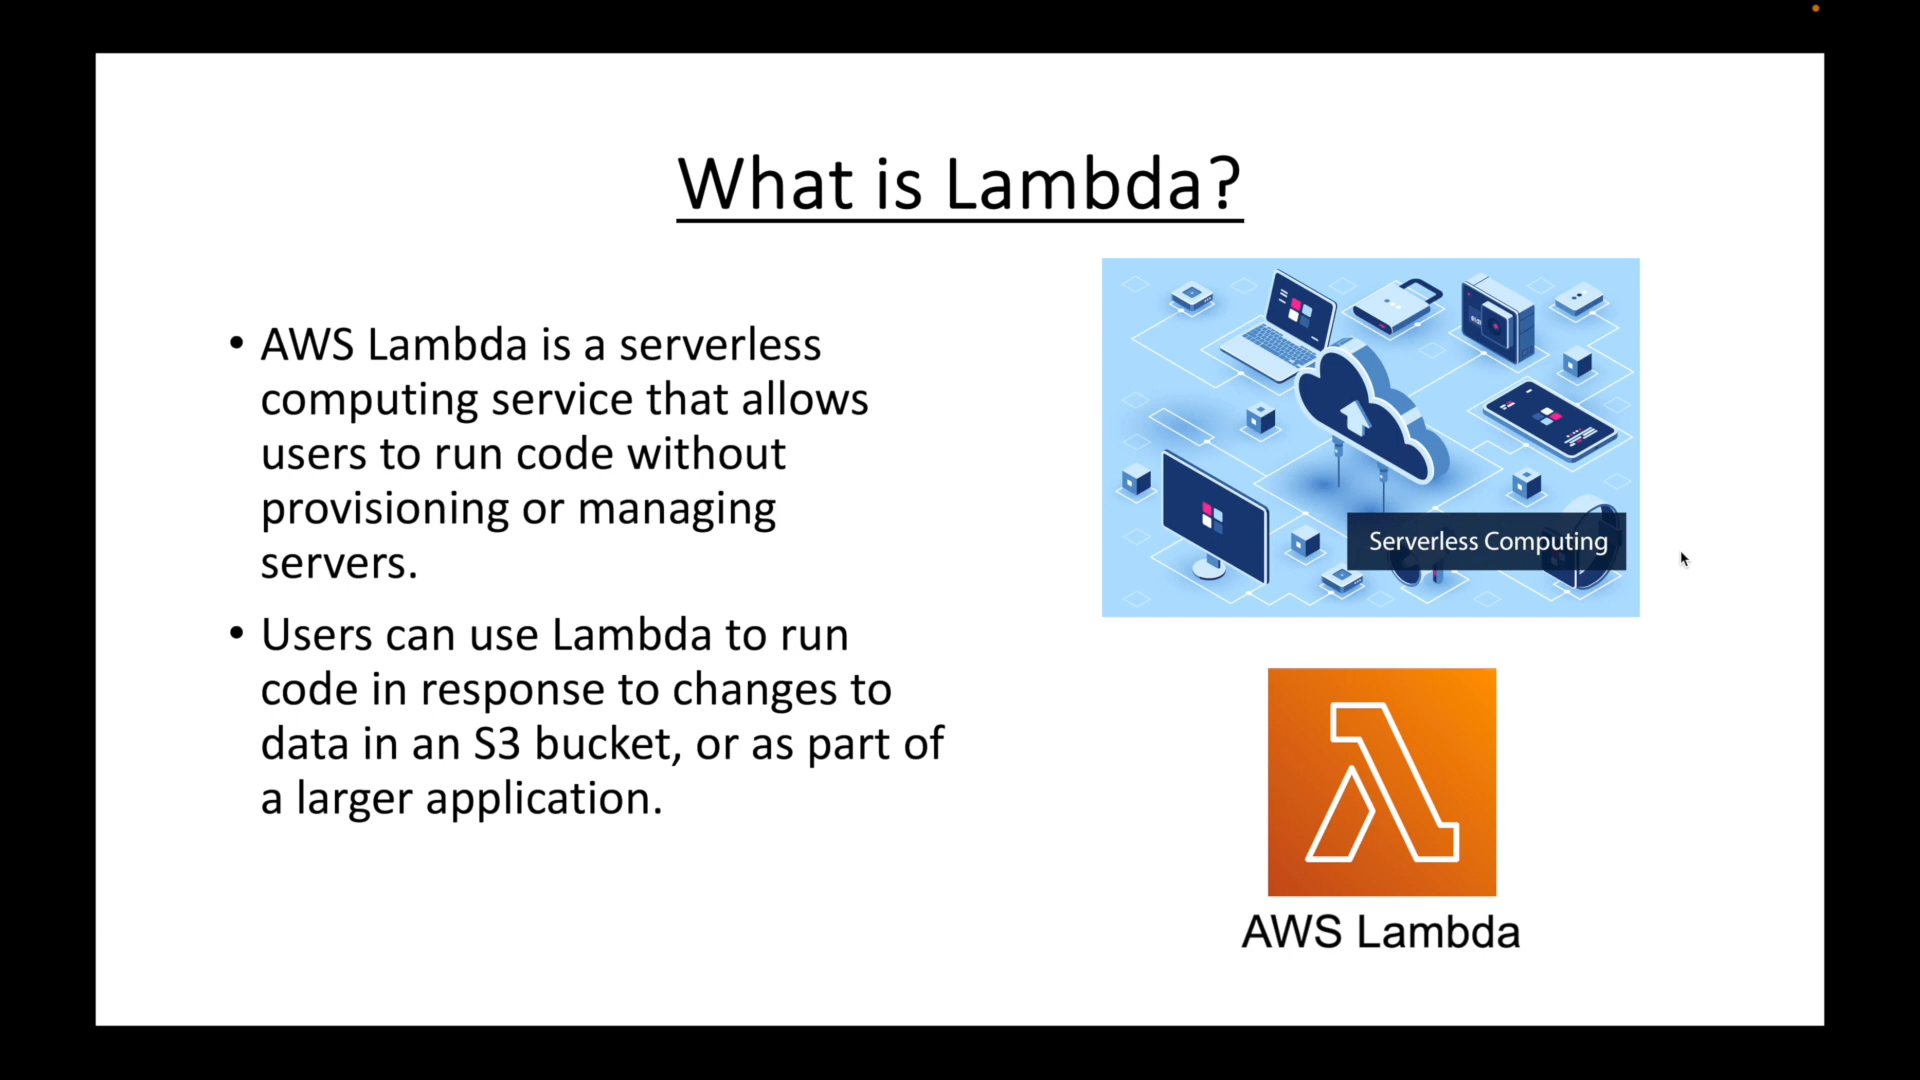 What is Lambda?
• AWS Lambda is a serverless
computing service that allows
users to run code without
provisioning or managing
servers.
• Users can use Lambda to run
code in response to changes to
data in an S3 bucket, or as part of
a larger application.
Serverless Computing
AWS Lambda